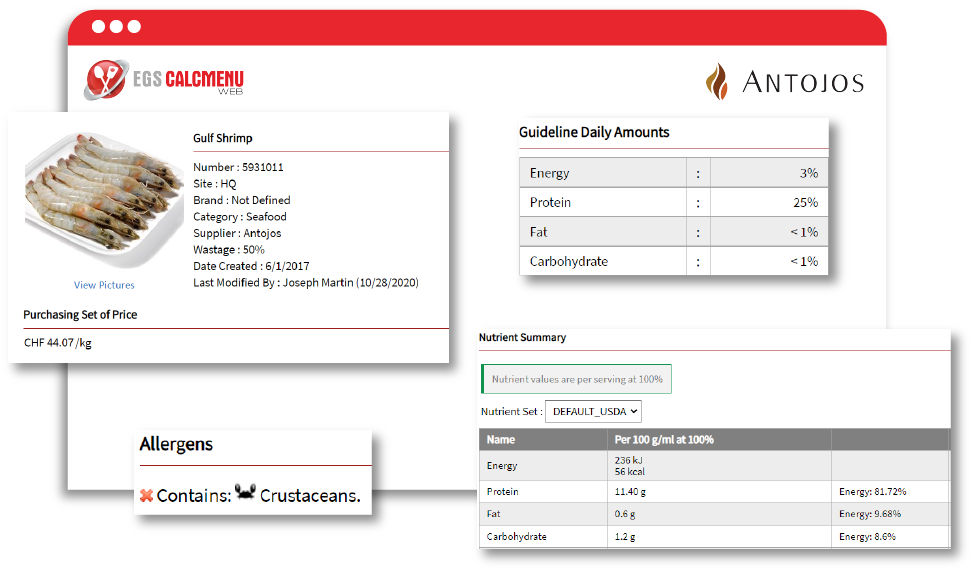 EGS CALCMENU
WEB
ANTOJOS
Gulf Shrimp
Number : 5931011
Site : HQ
Brand : Not Defined
Category : Seafood
Supplier : Antojos
Wastage : 50%
Date Created : 6/1/2017
Last Modified By : Joseph Martin (10/28/2020)
View Pictures
Purchasing Set of Price
CHF 44.07 /kg
Guideline Daily Amounts
Energy : 3%
Protein : 25%
Fat : < 1%
Carbohydrate : < 1%
Allergens
Contains: Crustaceans.
Nutrient Summary
Nutrient values are per serving at 100%
Nutrient Set : DEFAULT_USDA
Name Per 100 g/ml at 100%
Energy 236 kJ
56 kcal
Protein 11.40 g Energy: 81.72%
Fat 0.6 g Energy: 9.68%
Carbohydrate 1.2 g Energy: 8.6%